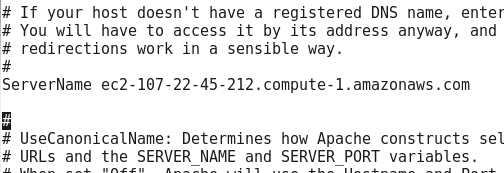 # If your host doesn't have a registered DNS name, enter
# You will have to access it by its address anyway, and
# redirections work in a sensible way.
#
ServerName ec2-107-22-45-212.compute-1.amazonaws.com
#
# UseCanonicalName: Determines how Apache constructs sel
# URLs and the SERVER_NAME and SERVER_PORT variables.
# When set "Off", Apache will use the Hostname and Port